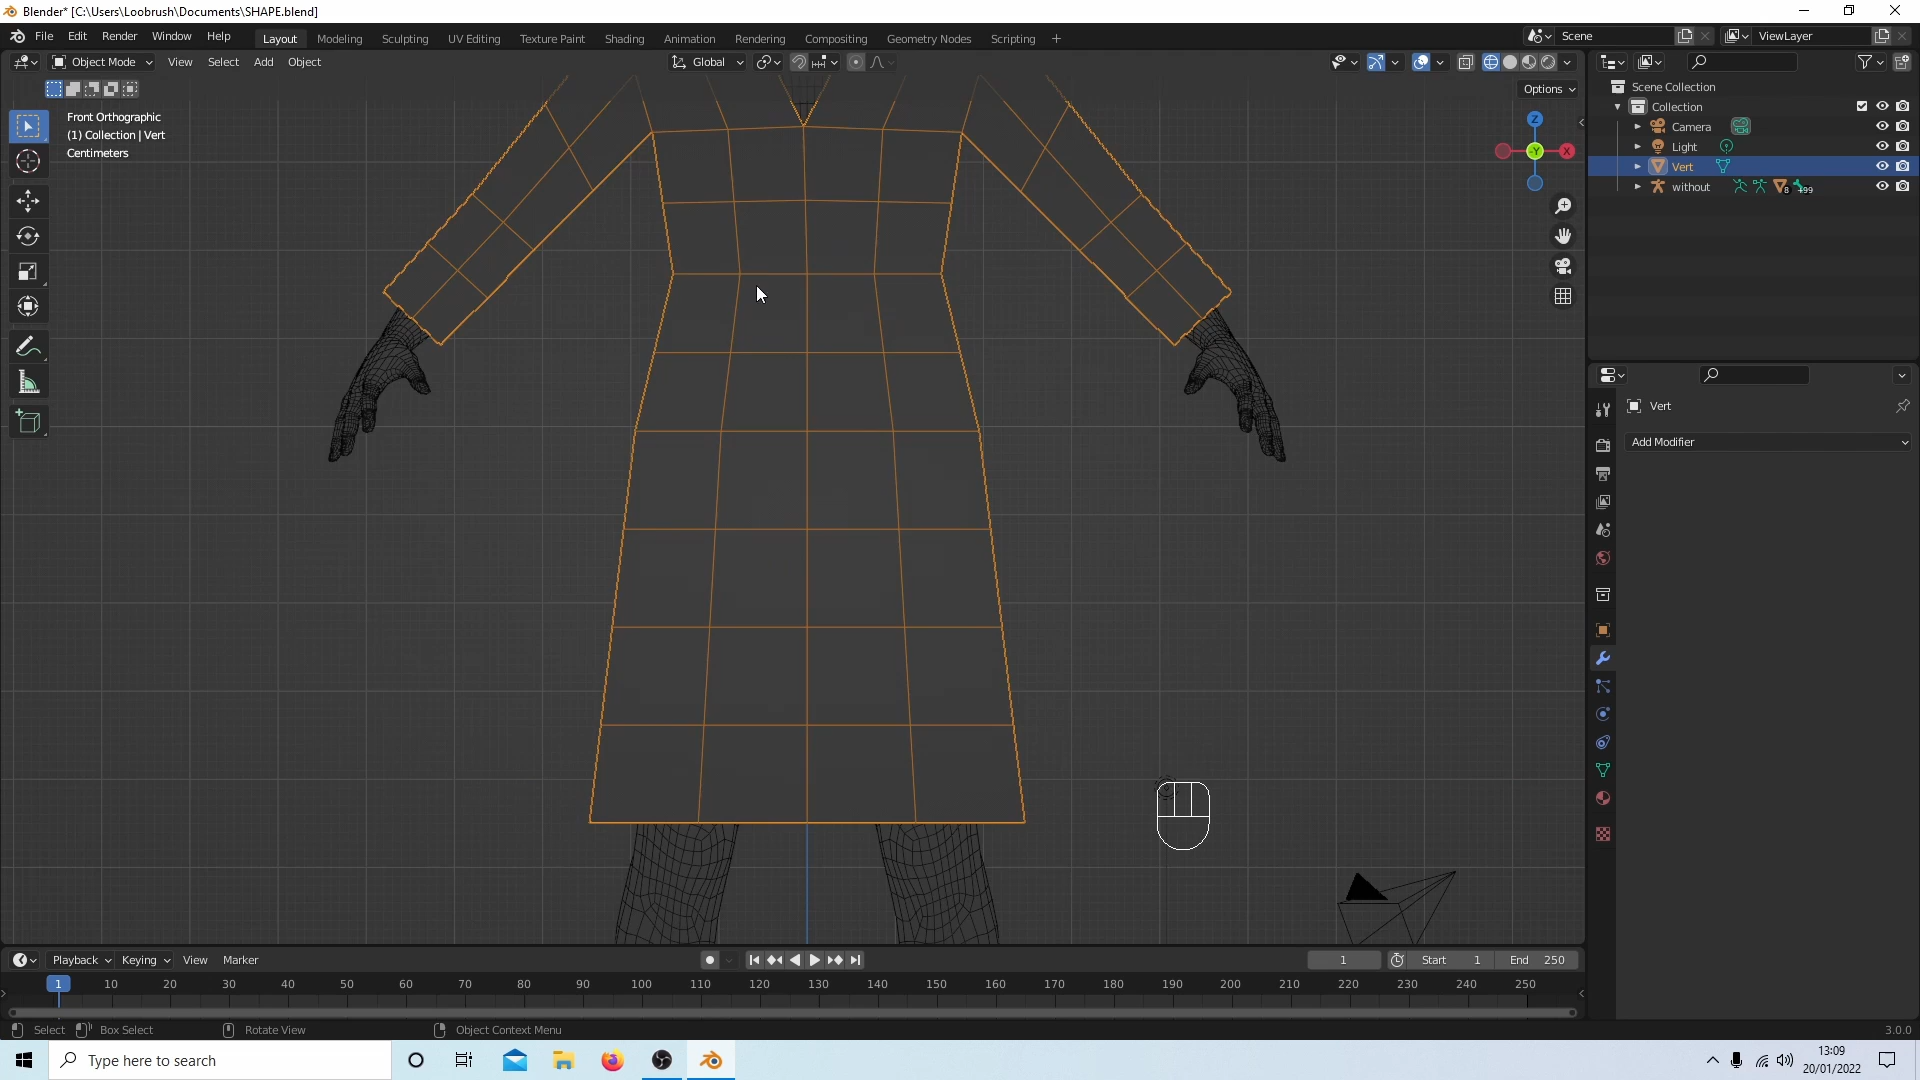 Blender* [C:\Users\Loobrush\Documents\SHAPE.blend]
File Edit Render Window Help Layout Modeling Sculpting UV Editing Texture Paint Shading Animation Rendering Compositing Geometry Nodes Scripting + Scene ViewLayer
Object Mode View Select Add Object Global
Options
Front Orthographic
(1) Collection | Vert
Centimeters
Z
-Y
X
Scene Collection
Collection
Camera
Light
Vert
without 8 99
Vert
Add Modifier
Playback Keying View Marker 1 Start 1 End 250
1 10 20 30 40 50 60 70 80 90 100 110 120 130 140 150 160 170 180 190 200 210 220 230 240 250
Select Box Select Rotate View Object Context Menu 3.0.0
Type here to search
13:09
20/01/2022